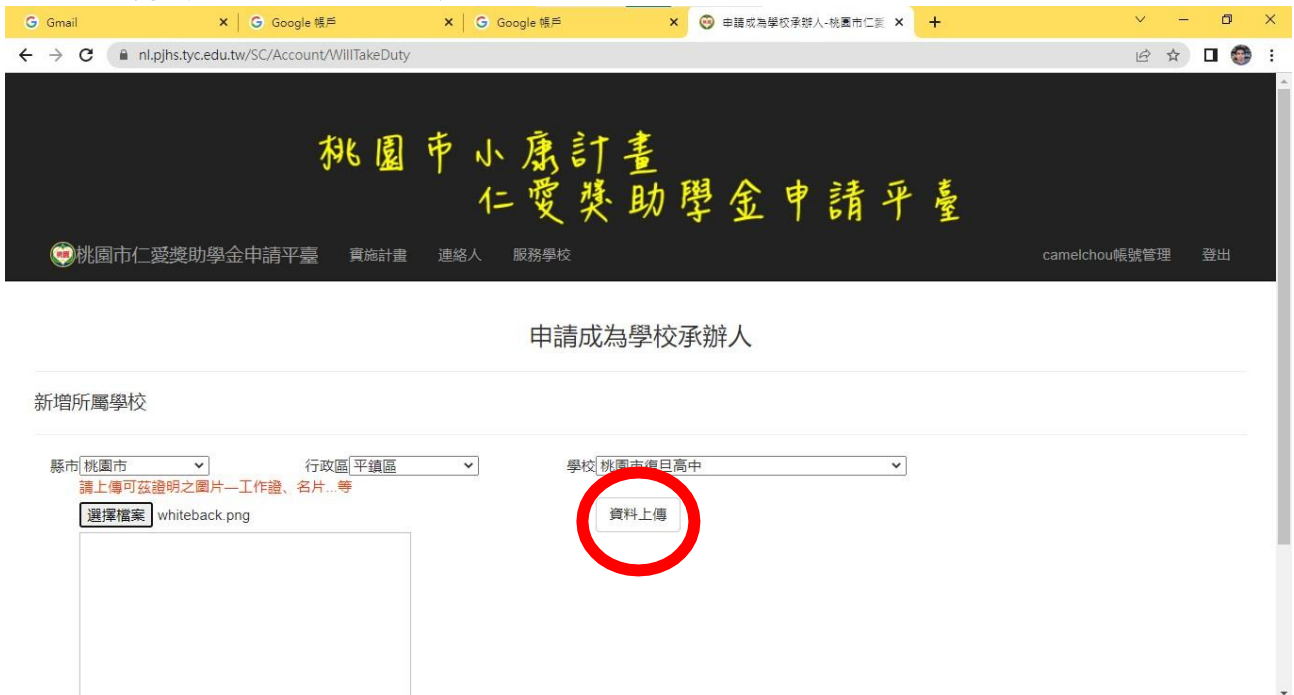 Gmail
Google 帳戶
Google 帳戶
申請成為學校承辦人-桃園市仁愛
nl.pjhs.tyc.edu.tw/SC/Account/WillTakeDuty
桃園市小康計畫
仁愛獎助學金申請平臺
桃園市仁愛獎助學金申請平臺 實施計畫 連絡人 服務學校 camelchou帳號管理 登出
申請成為學校承辦人
新增所屬學校
縣市 桃園市 行政區 平鎮區 學校 桃園市復旦高中
請上傳可茲證明之圖片—工作證、名片...等
選擇檔案 whiteback.png 資料上傳